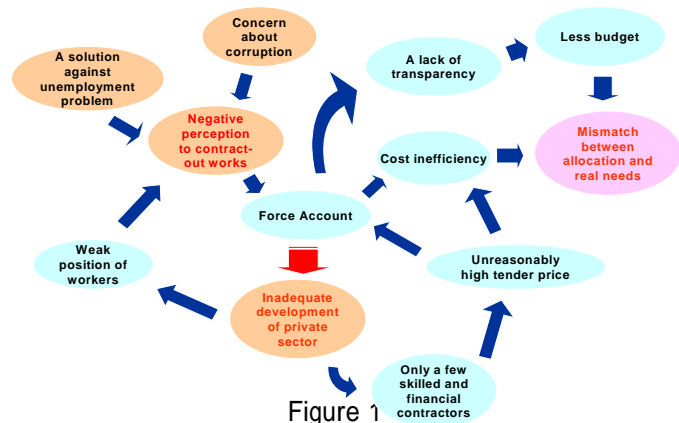 A solution
against
unemployment
problem
Concern
about
corruption
A lack of
transparency
Less budget
Negative
perception
to contract-
out works
Cost inefficiency
Mismatch
between
allocation and
real needs
Force Account
Weak
position of
workers
Unreasonably
high tender price
Inadequate
development
of private
sector
Only a few
skilled and
financial
contractors
Figure 1